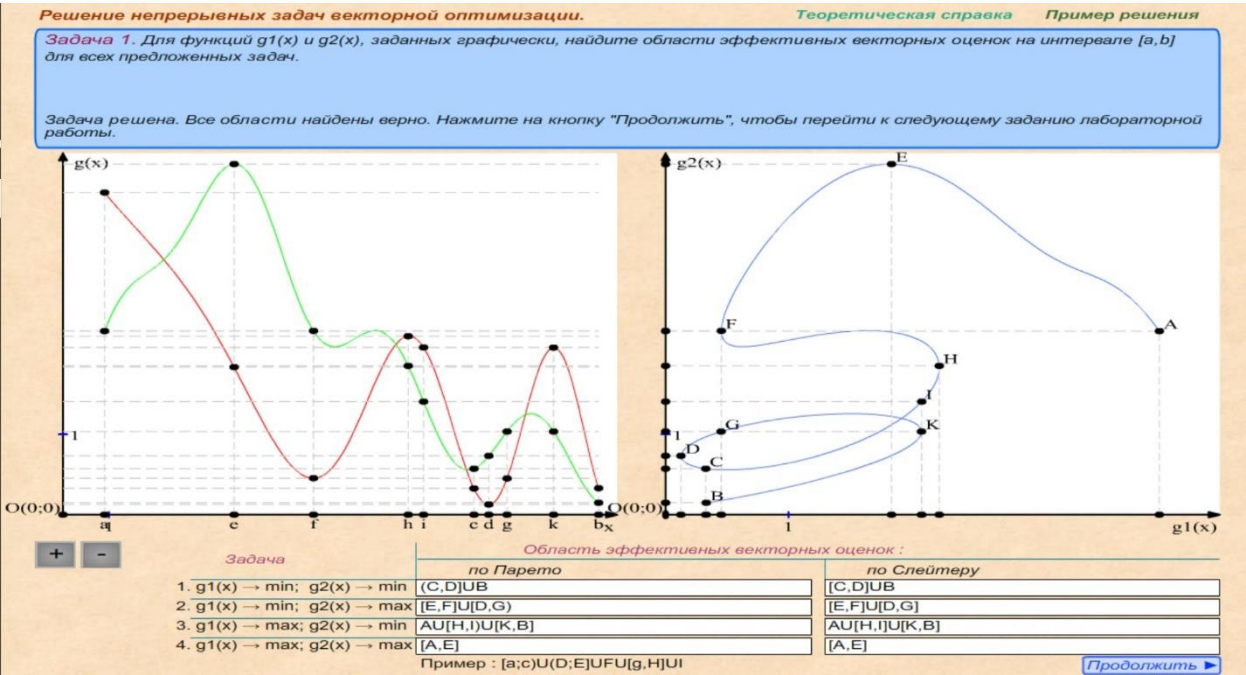 Решение непрерывных задач векторной оптимизации. Теоретическая справка Пример решения
Задача 1. Для функций g1(x) и g2(x), заданных графически, найдите области эффективных векторных оценок на интервале [a,b]
для всех предложенных задач.
Задача решена. Все области найдены верно. Нажмите на кнопку "Продолжить", чтобы перейти к следующему заданию лабораторной
работы.
g(x)
1
O(0;0)
a 1 e f h i c d g k b x
g2(x)
E
F
A
H
I
G
K
1
D
C
B
O(0;0)
1
g1(x)
+ -
Задача
Область эффективных векторных оценок :
по Парето по Слейтеру
1. g1(x) → min; g2(x) → min (C,D]UB [C,D]UB
2. g1(x) → min; g2(x) → max [E,F]U[D,G) [E,F]U[D,G]
3. g1(x) → max; g2(x) → min AU[H,I)U[K,B] AU[H,I]U[K,B]
4. g1(x) → max; g2(x) → max [A,E] [A,E]
Пример : [a;c)U(D;E]UFU[g,H]UI
Продолжить